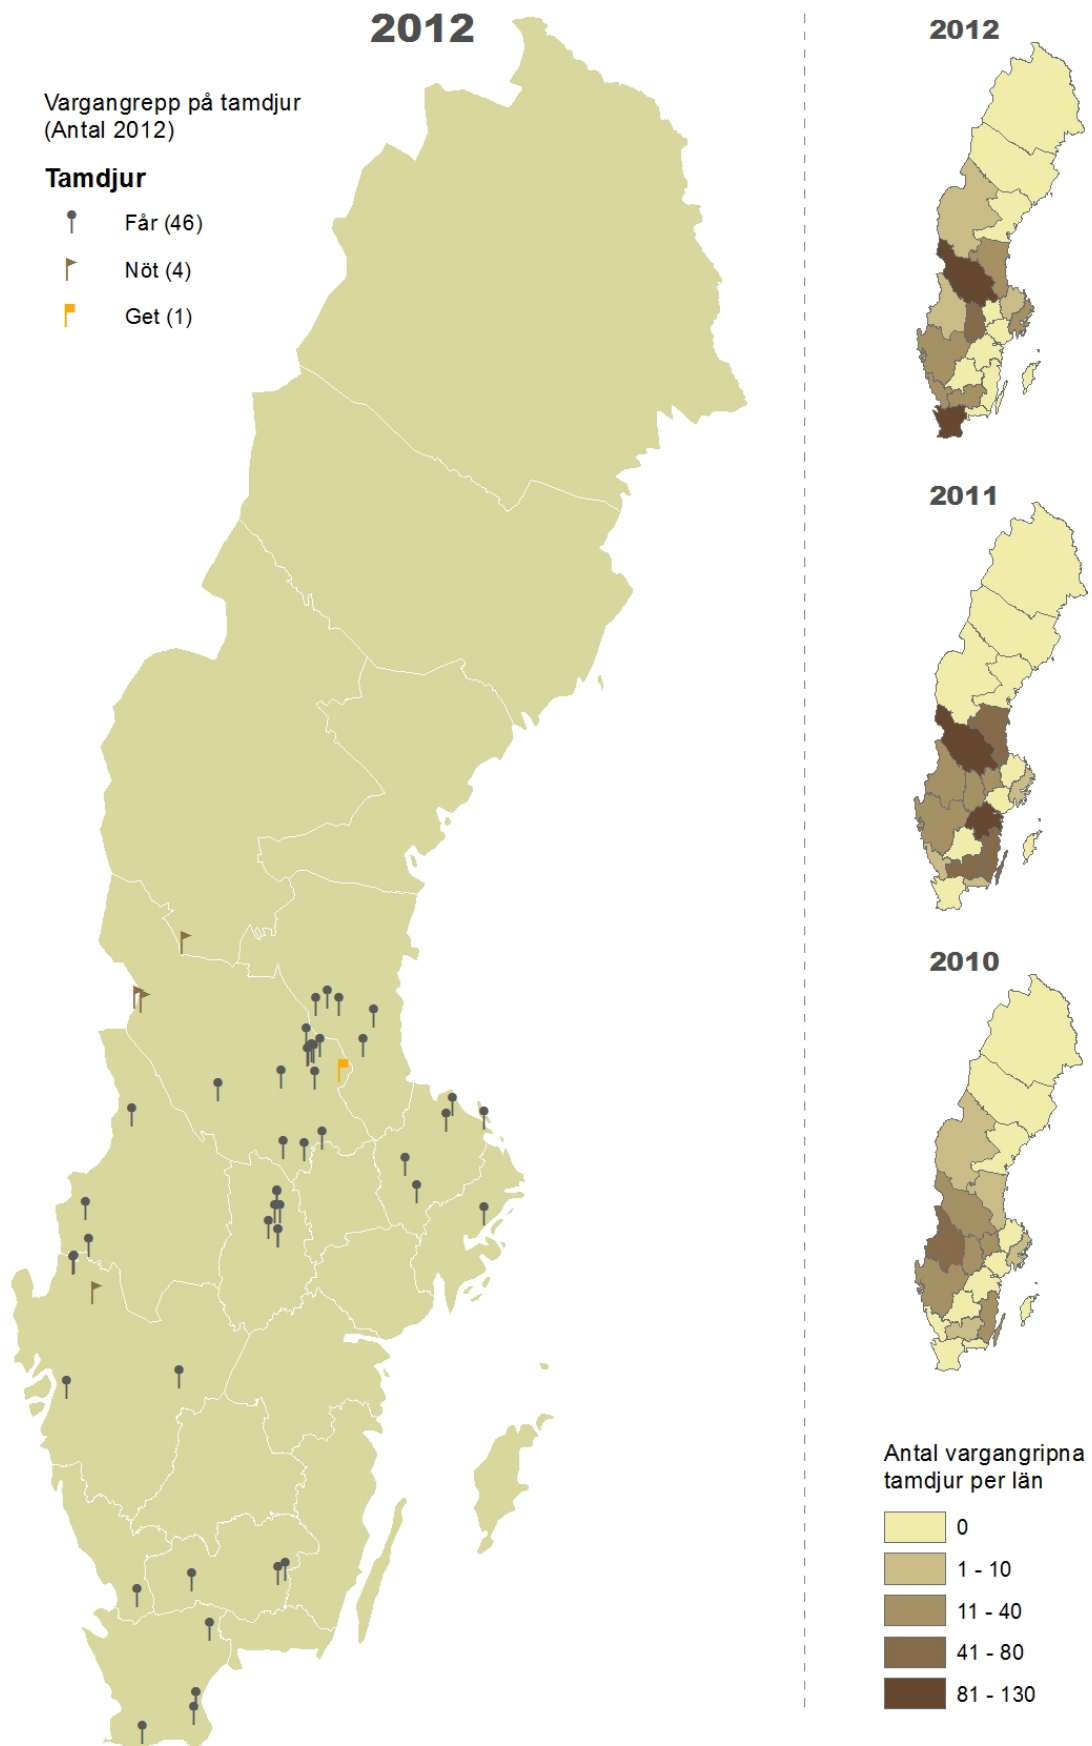 2012
Vargangrepp på tamdjur
(Antal 2012)
Tamdjur
Får (46)
Nöt (4)
Get (1)
2012
2011
2010
Antal vargangripna
tamdjur per län
0
1 - 10
11 - 40
41 - 80
81 - 130